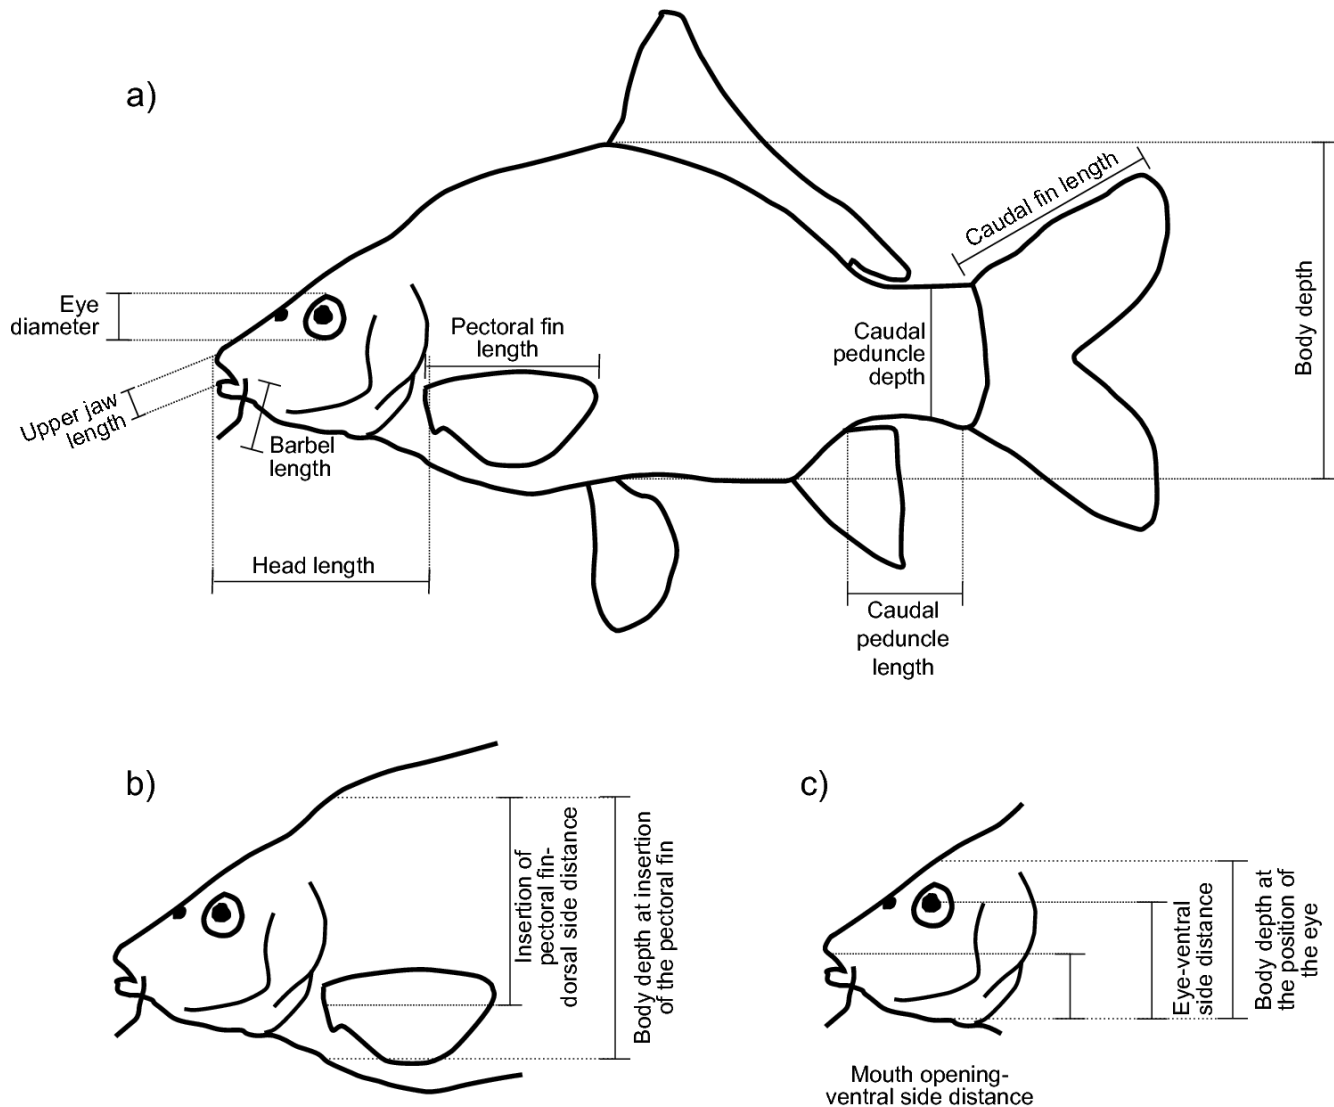 a)
Caudal fin length
Eye
diameter
Body depth
Pectoral fin
length
Caudal
peduncle
depth
Upper jaw
length
Barbel
length
Head length
Caudal
peduncle
length
b)
Insertion of
pectoral fin-
dorsal side distance
Body depth at insertion
of the pectoral fin
c)
Eye-ventral
side distance
Body depth at
the position of
the eye
Mouth opening-
ventral side distance